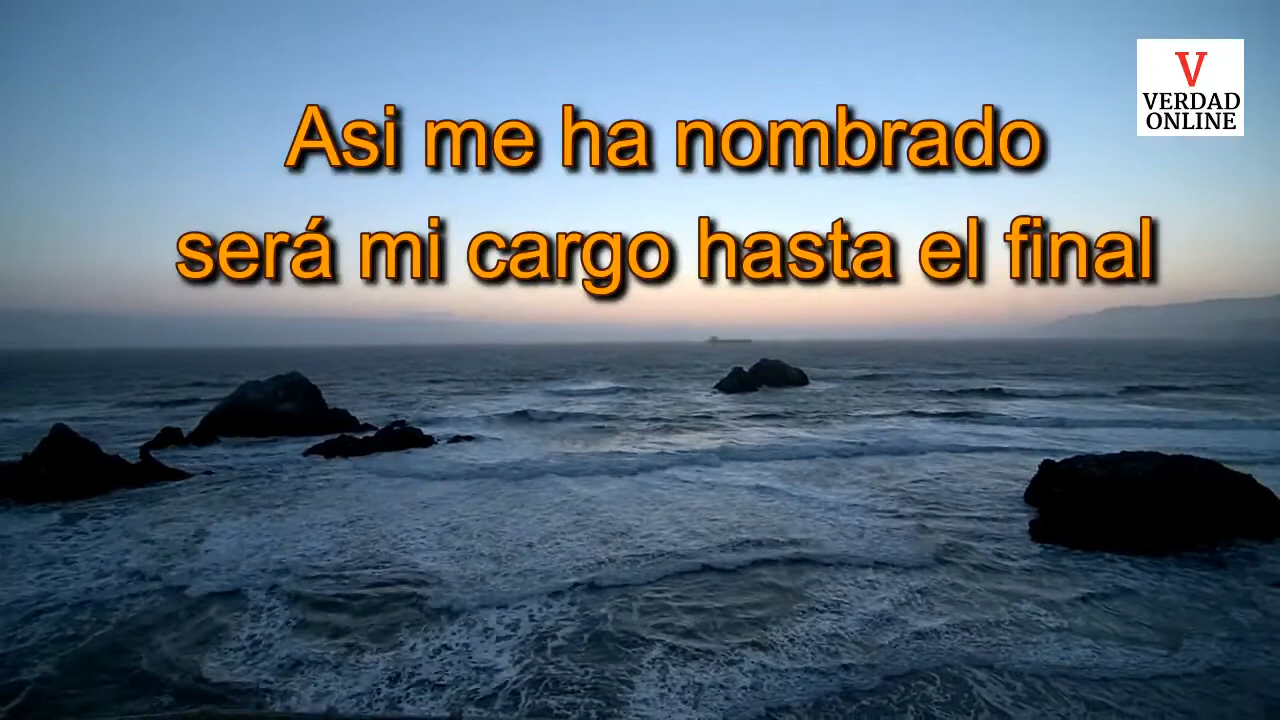 Asi me ha nombrado
será mi cargo hasta el final
V
VERDAD
ONLINE